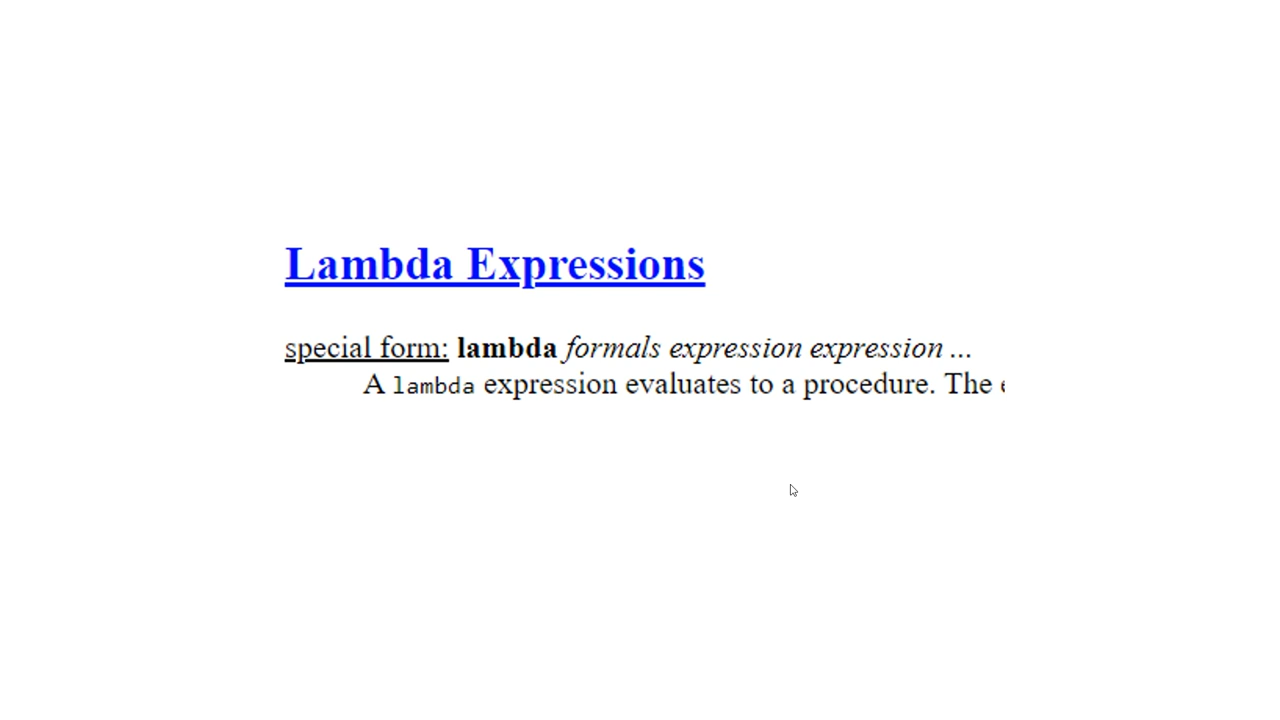 Lambda Expressions
special form: lambda formals expression expression ...
A lambda expression evaluates to a procedure. The